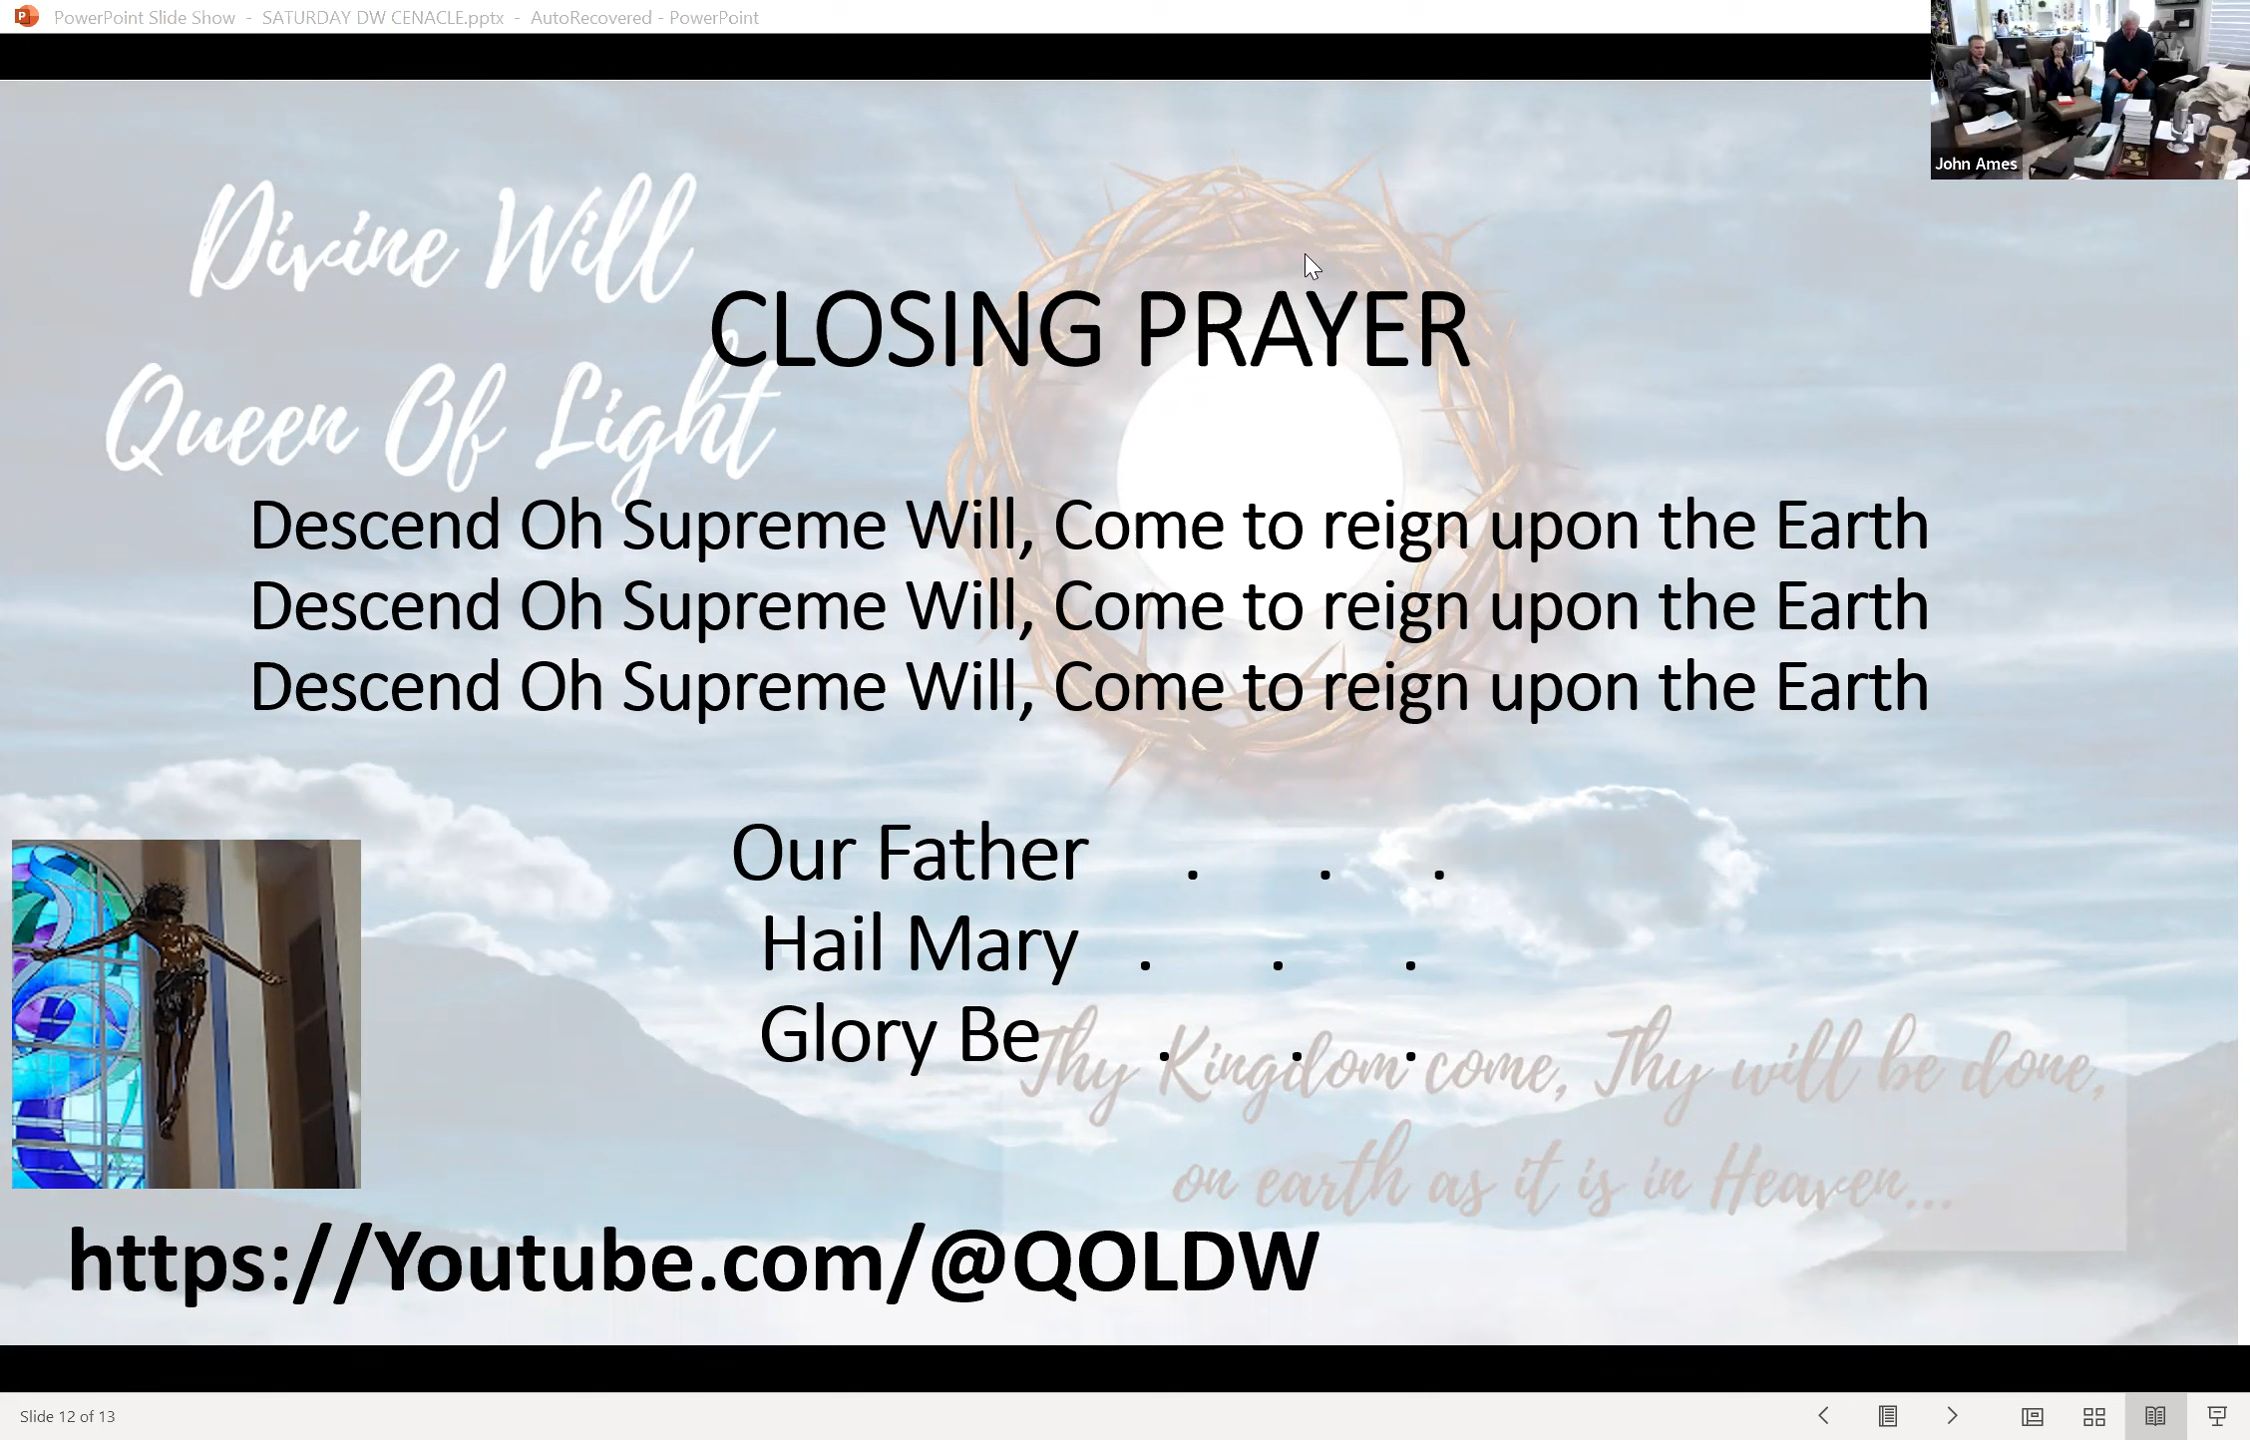 PowerPoint Slide Show - SATURDAY DW CENACLE.pptx - AutoRecovered - PowerPoint
John Ames
Divine Will
Queen Of Light
CLOSING PRAYER
Descend Oh Supreme Will, Come to reign upon the Earth
Descend Oh Supreme Will, Come to reign upon the Earth
Descend Oh Supreme Will, Come to reign upon the Earth
Our Father . . .
Hail Mary . . .
Glory Be . . .
Thy Kingdom come, Thy will be done,
on earth as it is in Heaven...
https://Youtube.com/@QOLDW
Slide 12 of 13